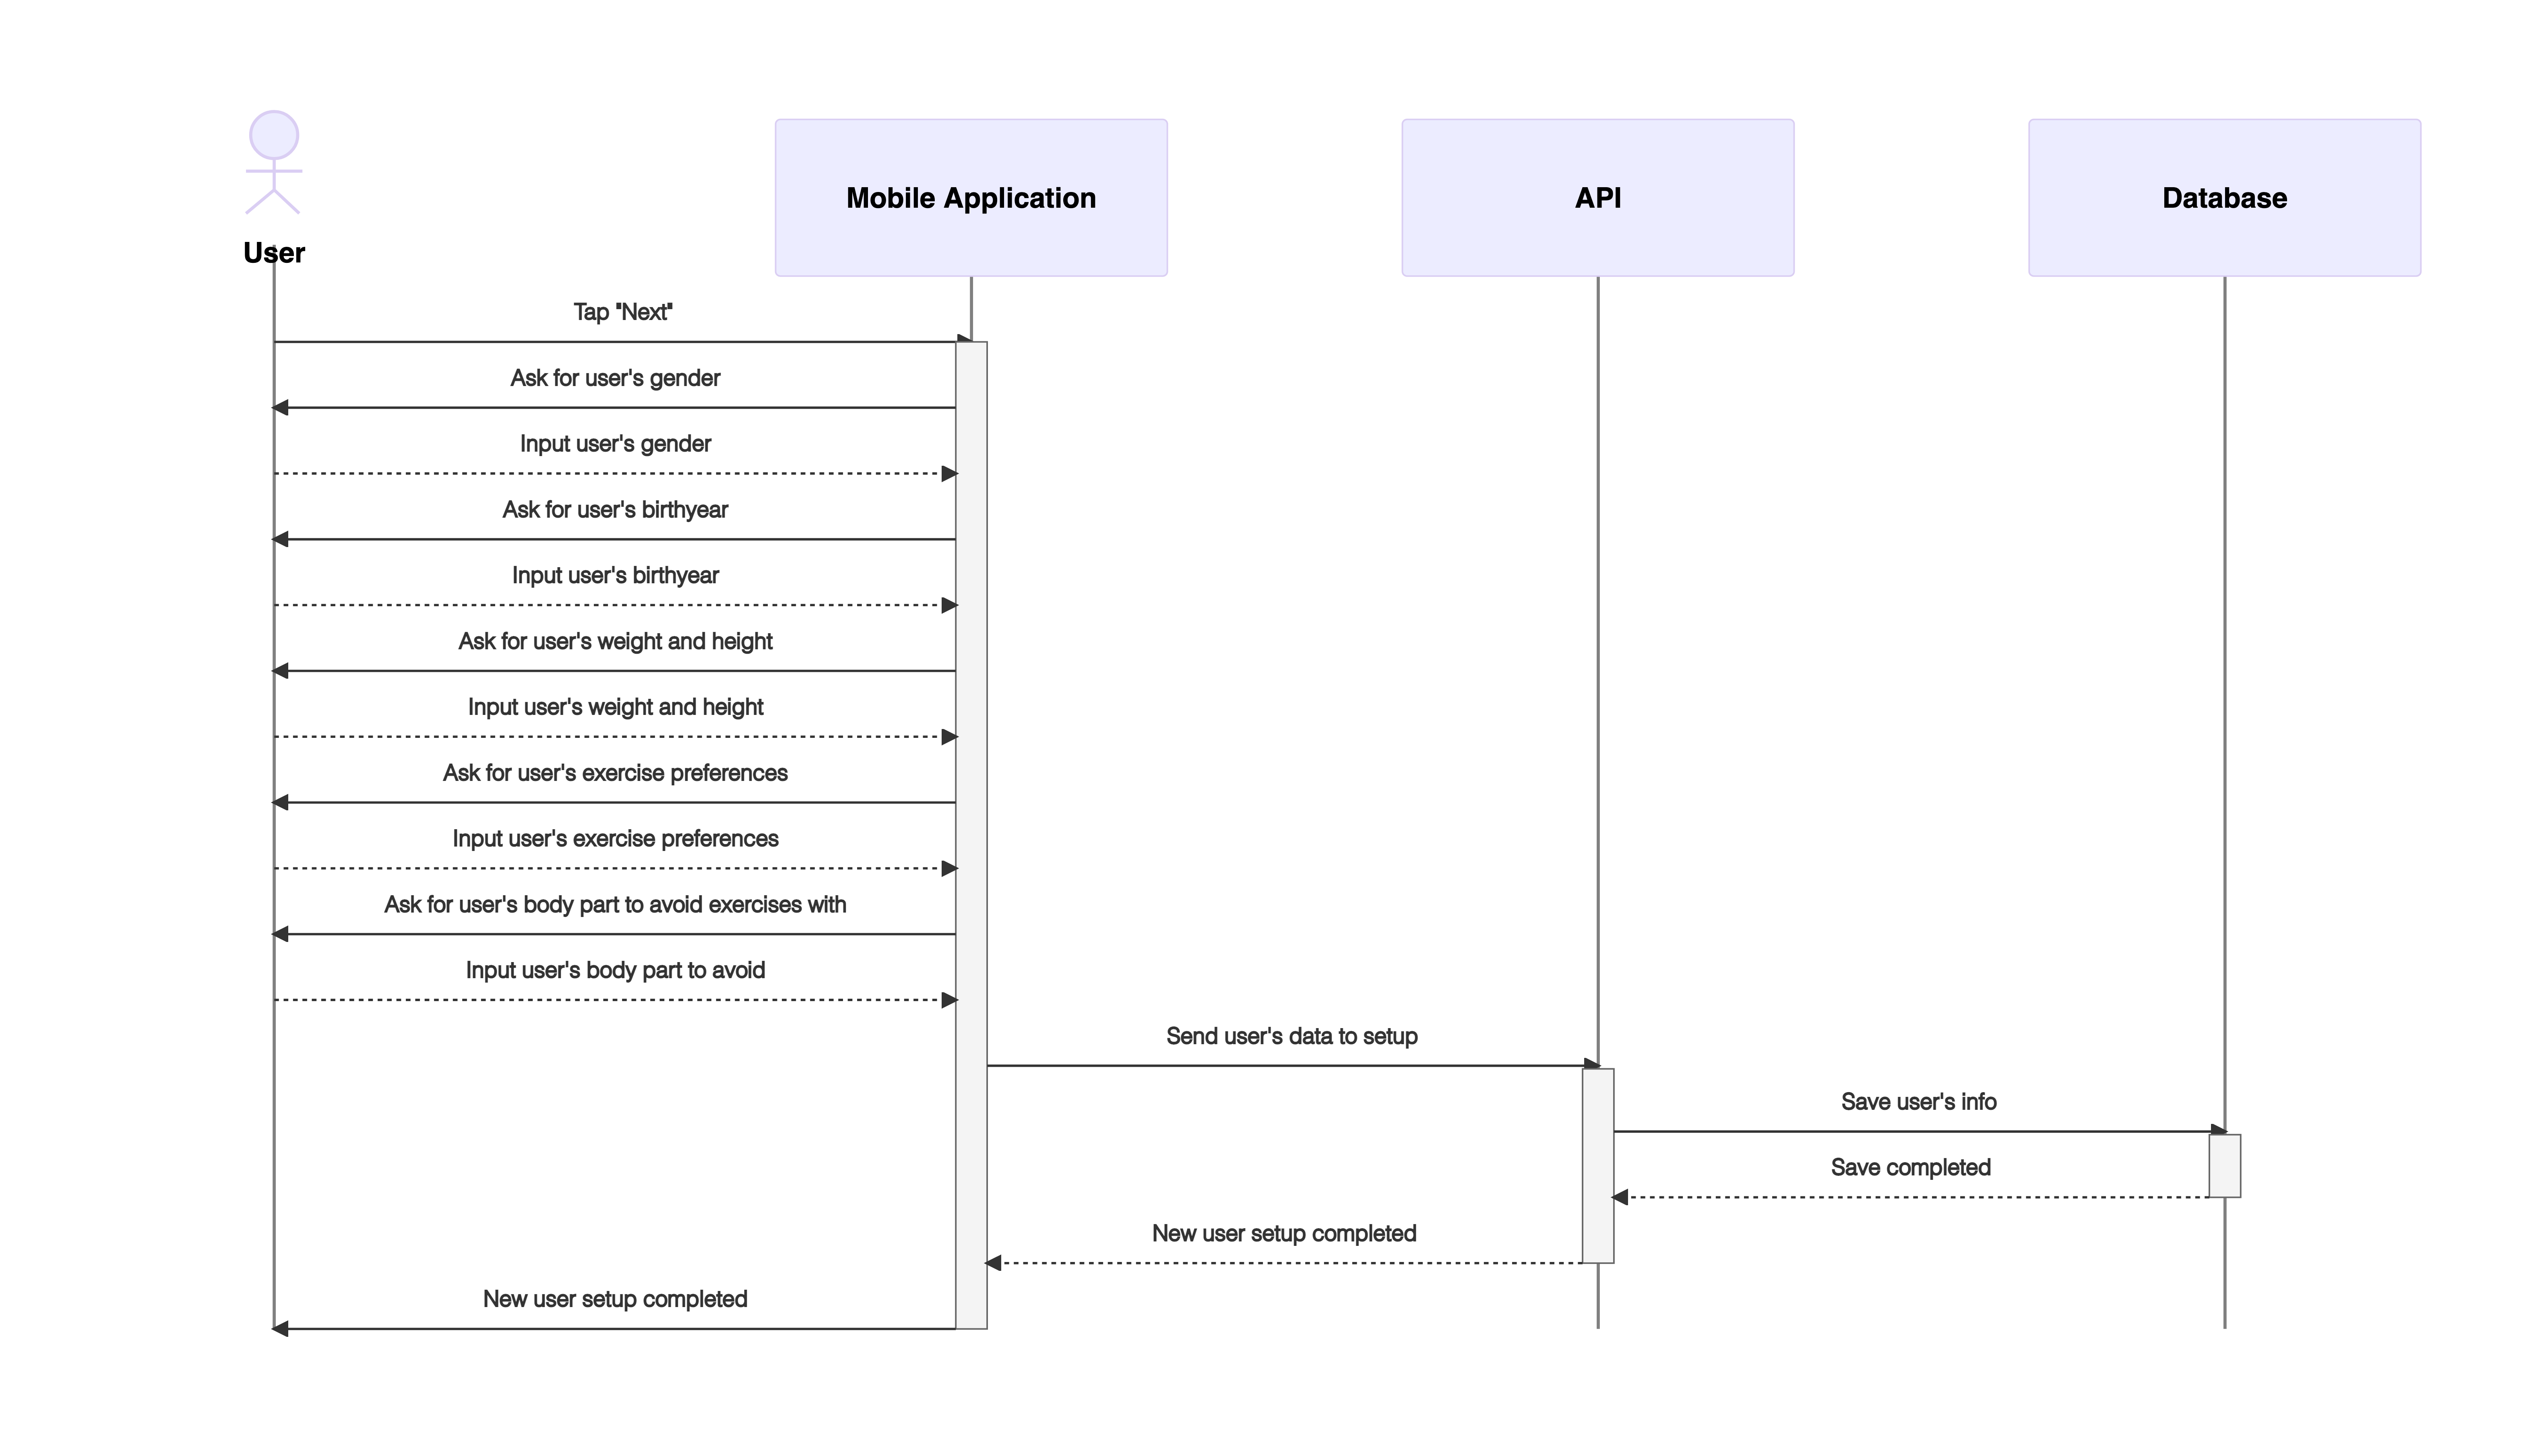 User
Mobile Application
API
Database
Tap "Next"
Ask for user's gender
Input user's gender
Ask for user's birthyear
Input user's birthyear
Ask for user's weight and height
Input user's weight and height
Ask for user's exercise preferences
Input user's exercise preferences
Ask for user's body part to avoid exercises with
Input user's body part to avoid
Send user's data to setup
Save user's info
Save completed
New user setup completed
New user setup completed